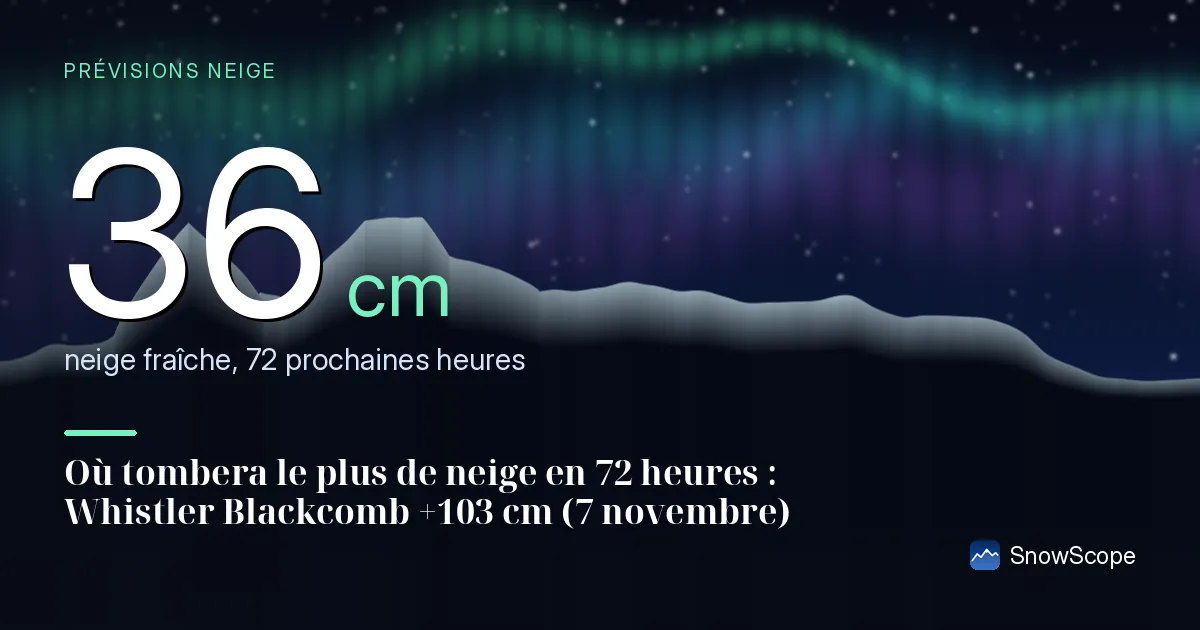 PRÉVISIONS NEIGE
36 cm
neige fraîche, 72 prochaines heures
Où tombera le plus de neige en 72 heures :
Whistler Blackcomb +103 cm (7 novembre)
SnowScope